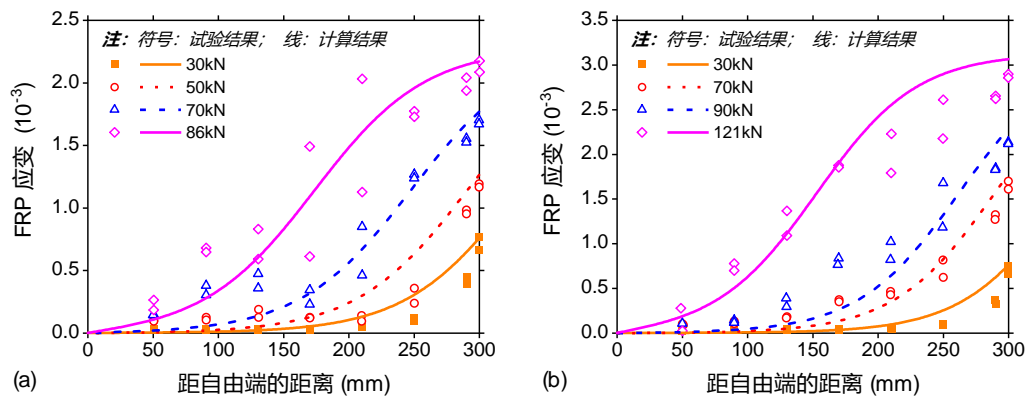 2.5
2.0
1.5
1.0
0.5
0.0
FRP 应变 (10-3)
注：符号：试验结果； 线：计算结果
30kN
50kN
70kN
86kN
0 50 100 150 200 250 300
(a) 距自由端的距离 (mm)
3.5
3.0
2.5
2.0
1.5
1.0
0.5
0.0
FRP 应变 (10-3)
注：符号：试验结果； 线：计算结果
30kN
70kN
90kN
121kN
0 50 100 150 200 250 300
(b) 距自由端的距离 (mm)